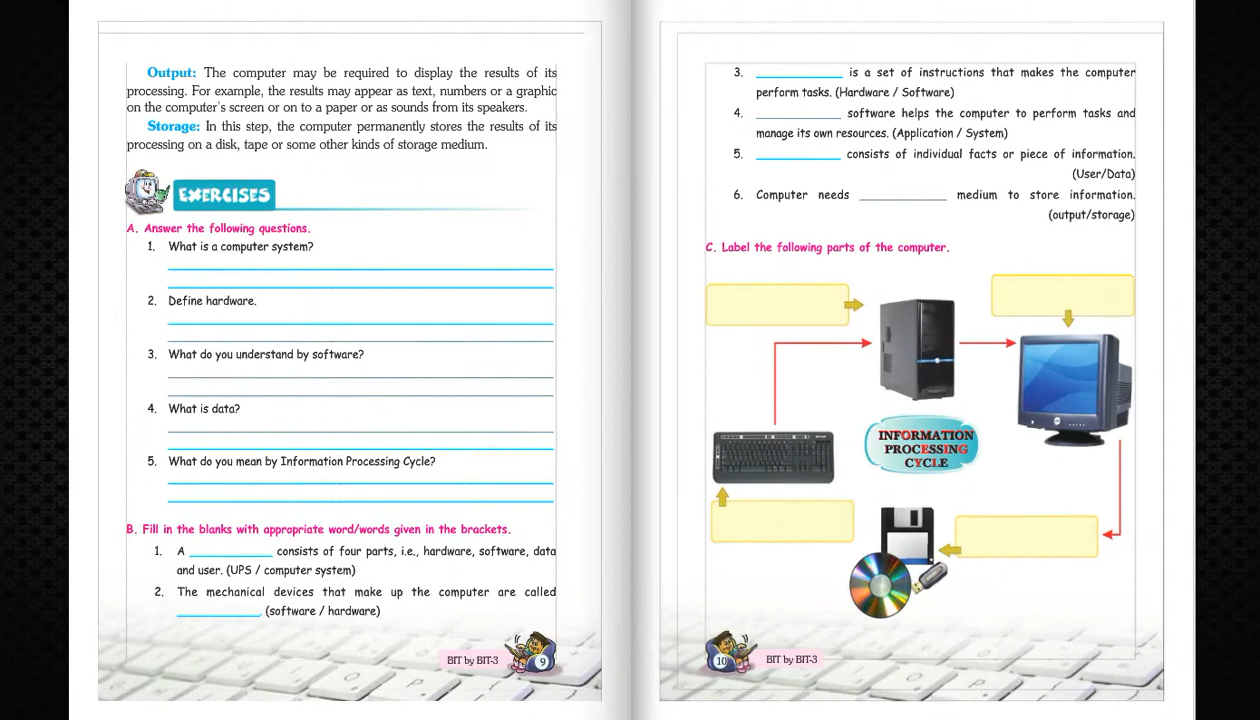 Output: The computer may be required to display the results of its
processing. For example, the results may appear as text, numbers or a graphic
on the computer's screen or on to a paper or as sounds from its speakers.
Storage: In this step, the computer permanently stores the results of its
processing on a disk, tape or some other kinds of storage medium.
EXERCISES
A. Answer the following questions.
1. What is a computer system?
2. Define hardware.
3. What do you understand by software?
4. What is data?
5. What do you mean by Information Processing Cycle?
B. Fill in the blanks with appropriate word/words given in the brackets.
1. A ____________ consists of four parts, i.e., hardware, software, data
and user. (UPS / computer system)
2. The mechanical devices that make up the computer are called
____________. (software / hardware)
BIT by BIT-3
9
3. ____________ is a set of instructions that makes the computer
perform tasks. (Hardware / Software)
4. ____________ software helps the computer to perform tasks and
manage its own resources. (Application / System)
5. ____________ consists of individual facts or piece of information.
(User/Data)
6. Computer needs ____________ medium to store information.
(output/storage)
C. Label the following parts of the computer.
INFORMATION
PROCESSING
CYCLE
10
BIT by BIT-3